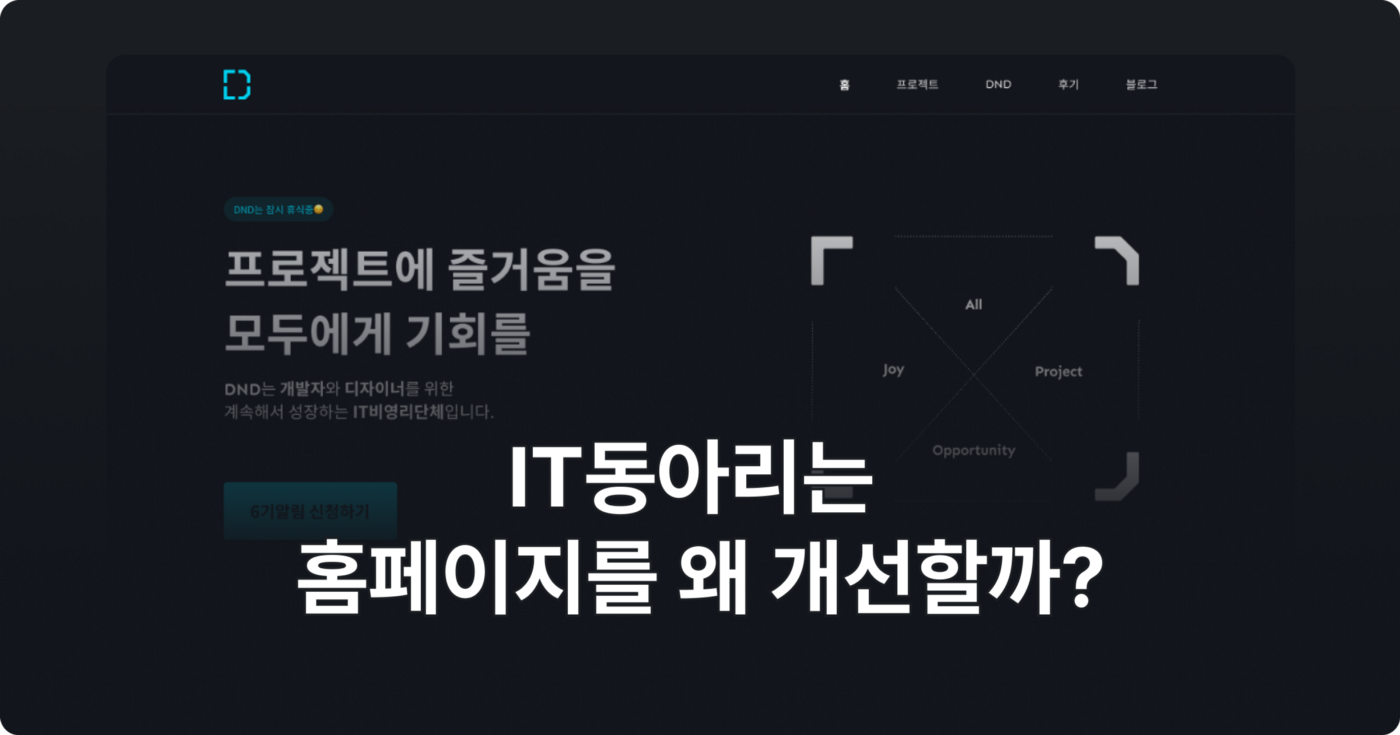 홈 프로젝트 DND 후기 블로그
DND는 잠시 휴식중😴
프로젝트에 즐거움을
모두에게 기회를
DND는 개발자와 디자이너를 위한
계속해서 성장하는 IT비영리단체입니다.
6기알림 신청하기
All
Joy
Project
Opportunity
IT동아리는
홈페이지를 왜 개선할까?